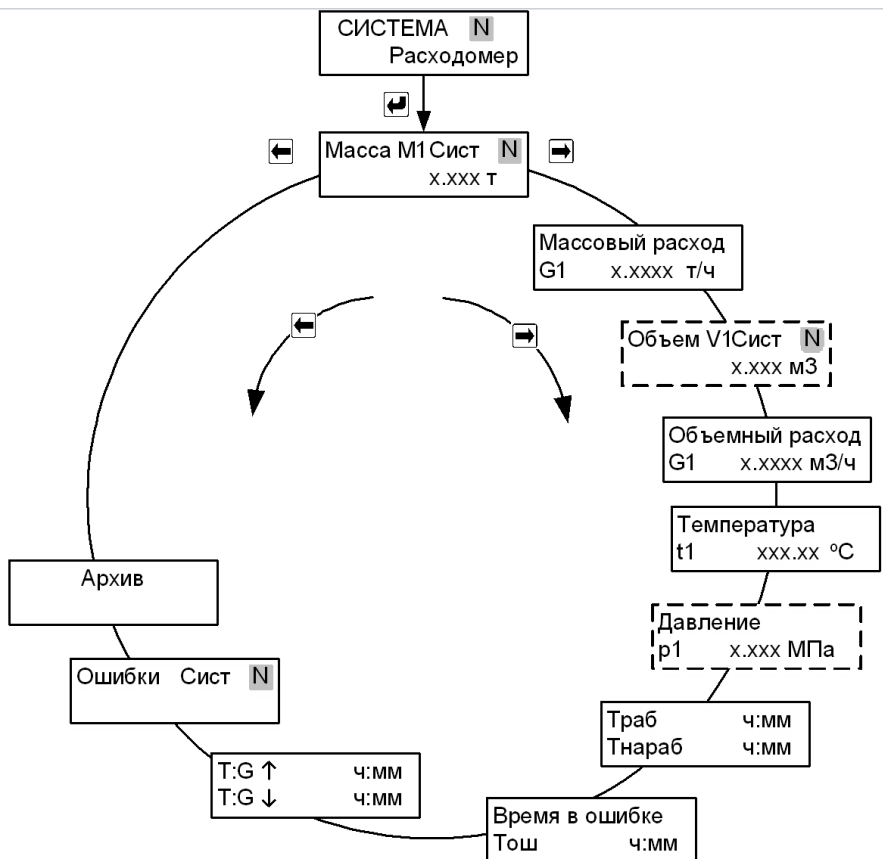 СИСТЕМА N
Расходомер
Масса М1Сист N
x.xxx т
Массовый расход
G1 x.xxxx т/ч
Объем V1Сист N
x.xxx м3
Объемный расход
G1 x.xxxx м3/ч
Температура
t1 xxx.xx ºC
Давление
p1 x.xxx МПа
Траб ч:мм
Тнараб ч:мм
Время в ошибке
Тош ч:мм
T:G ↑ ч:мм
T:G ↓ ч:мм
Ошибки Сист N
Архив